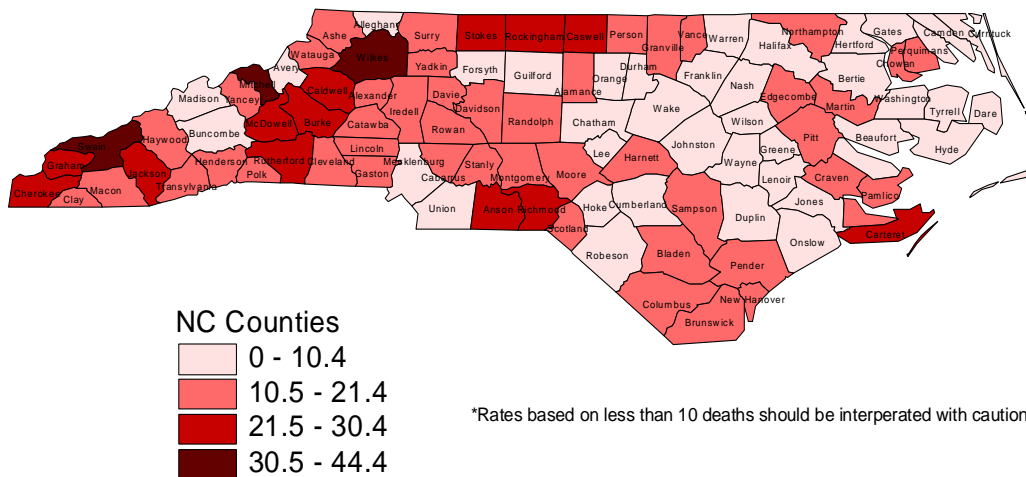 Alleghany
Ashe
Surry
Stokes
Rockingham
Caswell
Person
Vance
Granville
Warren
Northampton
Gates
Camden
Currituck
Hertford
Halifax
Perquimans
Chowan
Watauga
Wilkes
Yadkin
Forsyth
Guilford
Orange
Durham
Franklin
Bertie
Avery
Mitchell
Caldwell
Alexander
Davie
Alamance
Nash
Edgecombe
Martin
Washington
Tyrrell
Dare
Madison
Yancey
Iredell
Davidson
Randolph
Chatham
Wake
Wilson
Pitt
Beaufort
Hyde
Buncombe
McDowell
Burke
Catawba
Rowan
Johnston
Greene
Swain
Haywood
Lincoln
Lee
Wayne
Graham
Henderson
Rutherford
Cleveland
Gaston
Mecklenburg
Cabarrus
Stanly
Montgomery
Moore
Harnett
Lenoir
Craven
Pamlico
Jackson
Polk
Cherokee
Macon
Transylvania
Clay
Union
Anson
Richmond
Hoke
Cumberland
Sampson
Duplin
Jones
Scotland
Onslow
Carteret
Robeson
Bladen
Pender
Columbus
New Hanover
Brunswick
NC Counties
0 - 10.4
10.5 - 21.4
21.5 - 30.4
30.5 - 44.4
*Rates based on less than 10 deaths should be interperated with caution